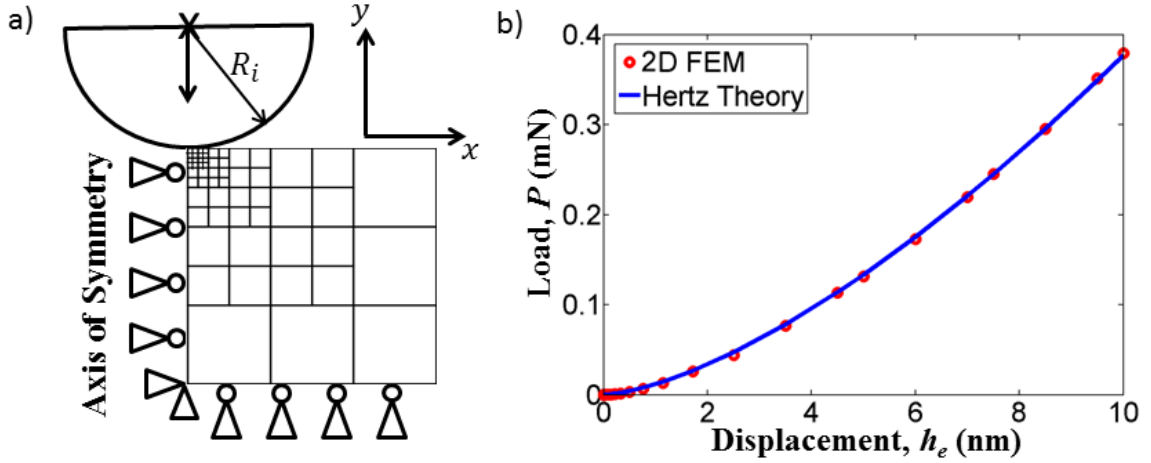 a)
R_i
y
x
Axis of Symmetry
b)
0.4
0.3
0.2
0.1
0
Load, P (mN)
2D FEM
Hertz Theory
0 2 4 6 8 10
Displacement, h_e (nm)